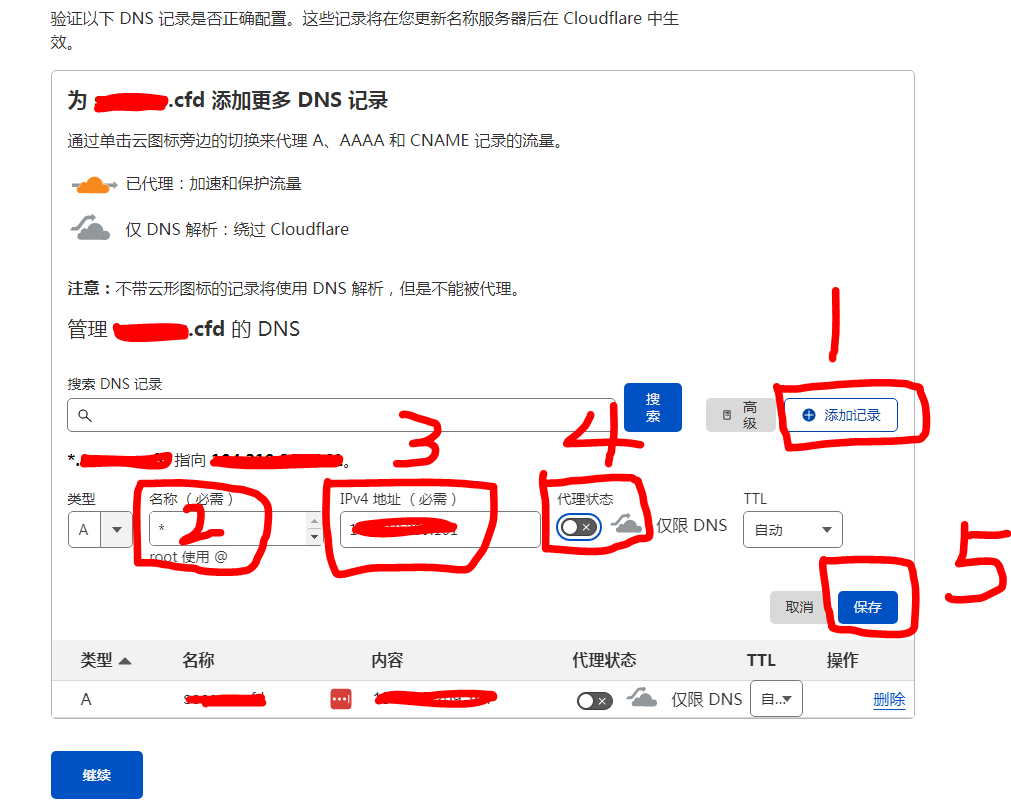 验证以下 DNS 记录是否正确配置。这些记录将在您更新名称服务器后在 Cloudflare 中生
效。
为 .cfd 添加更多 DNS 记录
通过单击云图标旁边的切换来代理 A、AAAA 和 CNAME 记录的流量。
已代理：加速和保护流量
仅 DNS 解析：绕过 Cloudflare
注意：不带云形图标的记录将使用 DNS 解析，但是不能被代理。
管理 .cfd 的 DNS
1
搜索 DNS 记录
搜
索
高
级
添加记录
3
4
*. 指向 。
类型
名称（必需）
IPv4 地址（必需）
代理状态
TTL
A
*
2
仅限 DNS
自动
root 使用 @
5
取消
保存
类型 名称 内容 代理状态 TTL 操作
A 仅限 DNS 自... 删除
继续